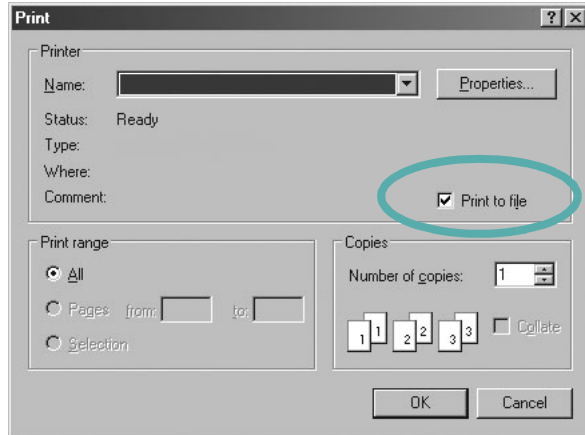 Print
Printer
Name:
Properties...
Status: Ready
Type:
Where:
Comment:
Print to file
Print range
All
Pages from: to:
Selection
Copies
Number of copies: 1
1 1 2 2 3 3
Collate
OK Cancel